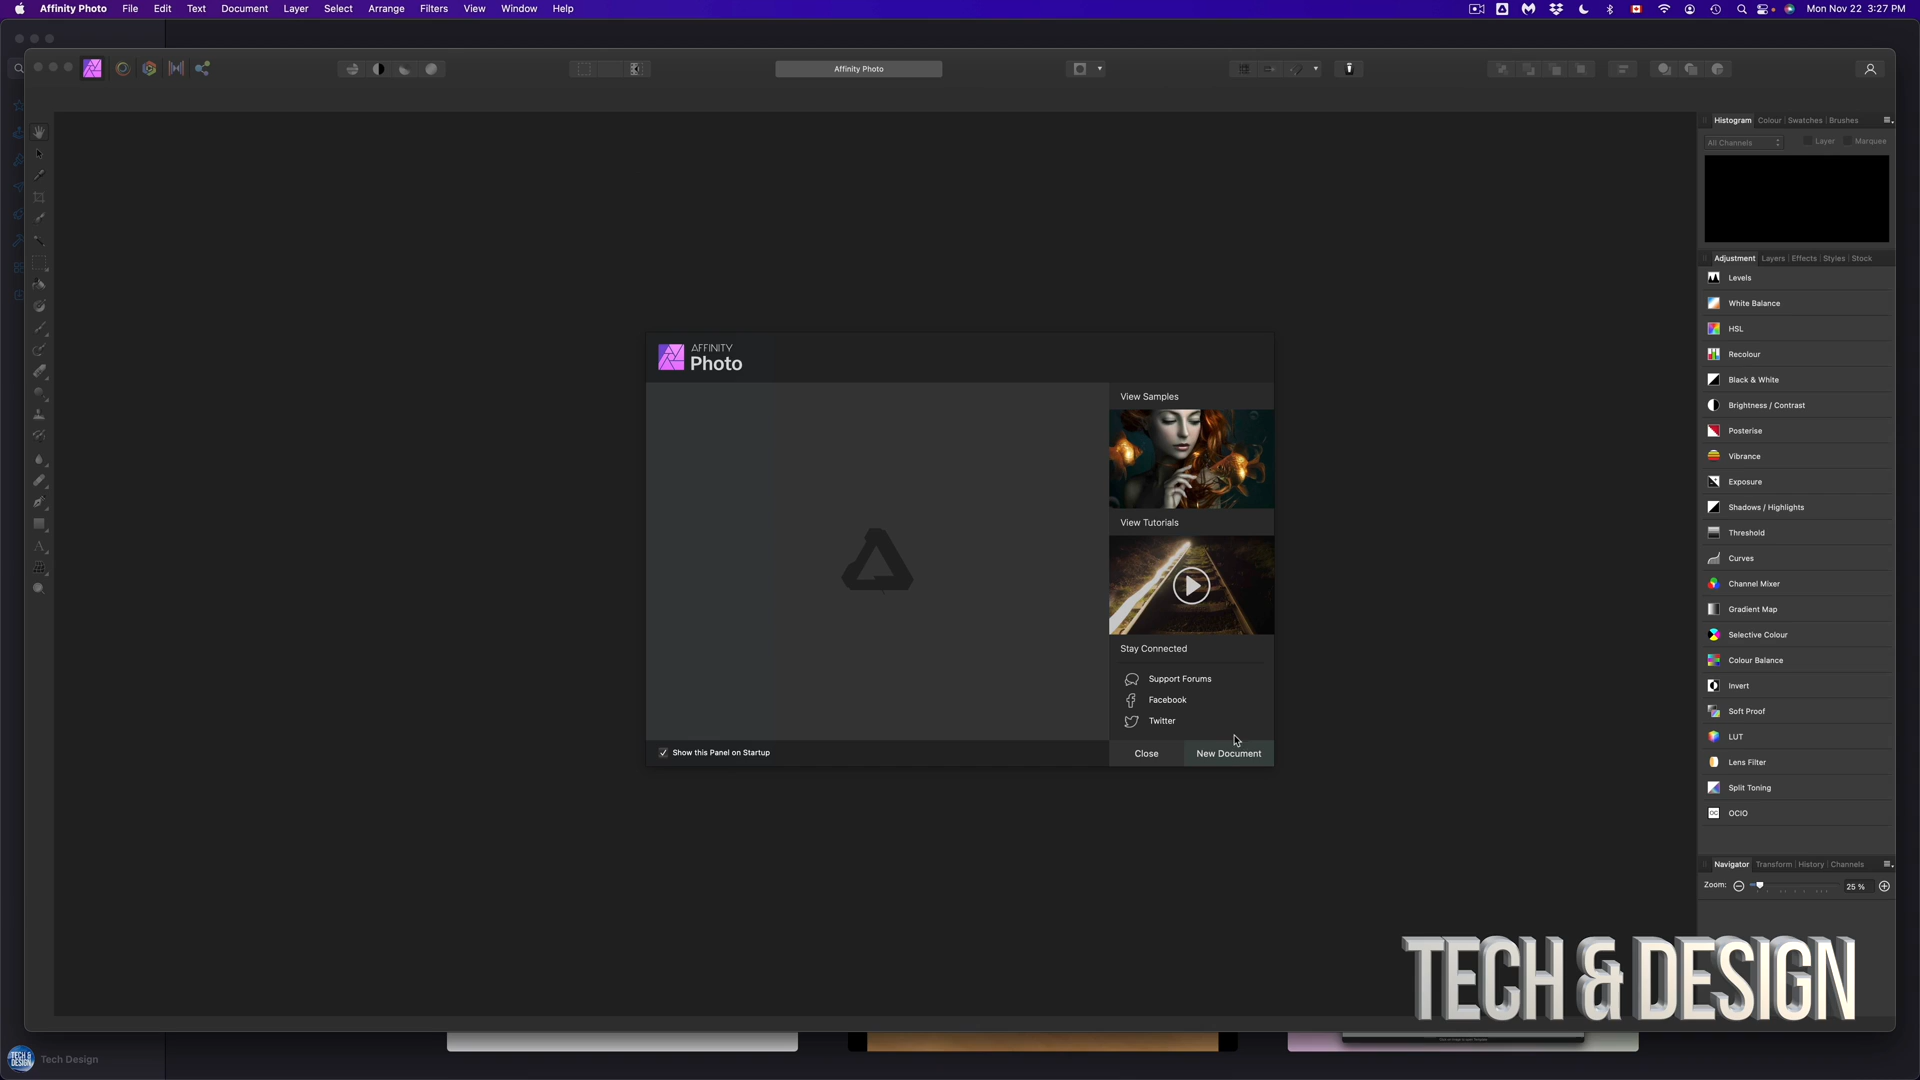 Affinity Photo File Edit Text Document Layer Select Arrange Filters View Window Help Mon Nov 22 3:27 PM
Affinity Photo
Histogram Colour Swatches Brushes
All Channels Layer Marquee
Adjustment Layers Effects Styles Stock
Levels
White Balance
HSL
Recolour
Black & White
Brightness / Contrast
Posterise
Vibrance
Exposure
Shadows / Highlights
Threshold
Curves
Channel Mixer
Gradient Map
Selective Colour
Colour Balance
Invert
Soft Proof
LUT
Lens Filter
Split Toning
OCIO
AFFINITY
Photo
View Samples
View Tutorials
Stay Connected
Support Forums
Facebook
Twitter
Show this Panel on Startup
Close New Document
Navigator Transform History Channels
Zoom: 25 %
TECH & DESIGN
TECH &
DESIGN
Tech Design